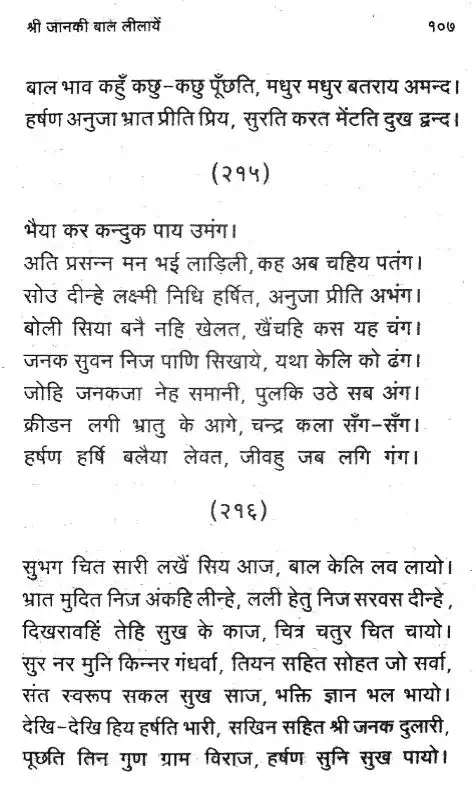 श्री जानकी बाल लीलायें १०७
बाल भाव कहुँ कछु-कछु पूँछति, मधुर मधुर बतराय अमन्द।
हर्षण अनुजा भ्रात प्रीति प्रिय, सुरति करत मेंटति दुख द्वन्द।
(२१५)
भैया कर कन्दुक पाय उमंग।
अति प्रसन्न मन भई लाड़िली, कह अब चहिय पतंग।
सोउ दीन्हे लक्ष्मी निधि हर्षित, अनुजा प्रीति अभंग।
बोली सिया बनै नहि खेलत, खैंचहि कस यह चंग।
जनक सुवन निज पाणि सिखाये, यथा केलि को ढंग।
जोहि जनकजा नेह समानी, पुलकि उठे सब अंग।
क्रीडन लगी भ्रातु के आगे, चन्द्र कला सँग-सँग।
हर्षण हर्षि बलैया लेवत, जीवहु जब लगि गंग।
(२१६)
सुभग चित सारी लखैं सिय आज, बाल केलि लव लायो।
भ्रात मुदित निज अंकहि लीन्हे, लली हेतु निज सरवस दीन्हे,
दिखरावहिं तेहि सुख के काज, चित्र चतुर चित चायो।
सुर नर मुनि किन्नर गंधर्वा, तियन सहित सोहत जो सर्वा,
संत स्वरूप सकल सुख साज, भक्ति ज्ञान भल भायो।
देखि-देखि हिय हर्षति भारी, सखिन सहित श्री जनक दुलारी,
पूछति तिन गुण ग्राम विराज, हर्षण सुनि सुख पायो।